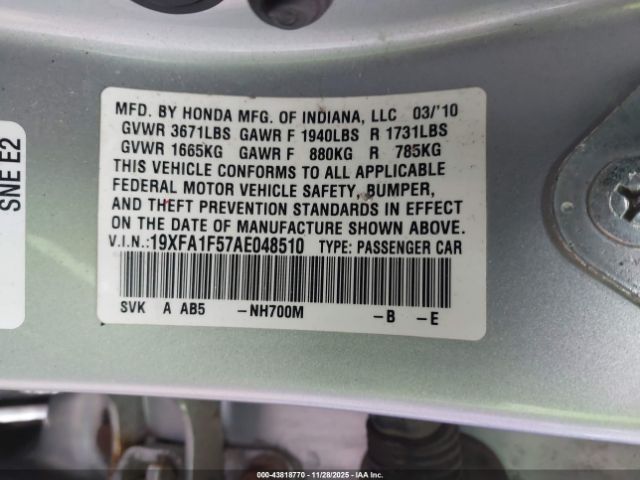 MFD. BY HONDA MFG. OF INDIANA, LLC 03/'10
GVWR 3671LBS GAWR F 1940LBS R 1731LBS
GVWR 1665KG GAWR F 880KG R 785KG
THIS VEHICLE CONFORMS TO ALL APPLICABLE
FEDERAL MOTOR VEHICLE SAFETY, BUMPER,
AND THEFT PREVENTION STANDARDS IN EFFECT
ON THE DATE OF MANUFACTURE SHOWN ABOVE.
V.I.N.:19XFA1F57AE048510 TYPE: PASSENGER CAR
SVK A AB5 -NH700M -B -E
SNE E2
000-43818770 — 11/28/2025 — IAA Inc.